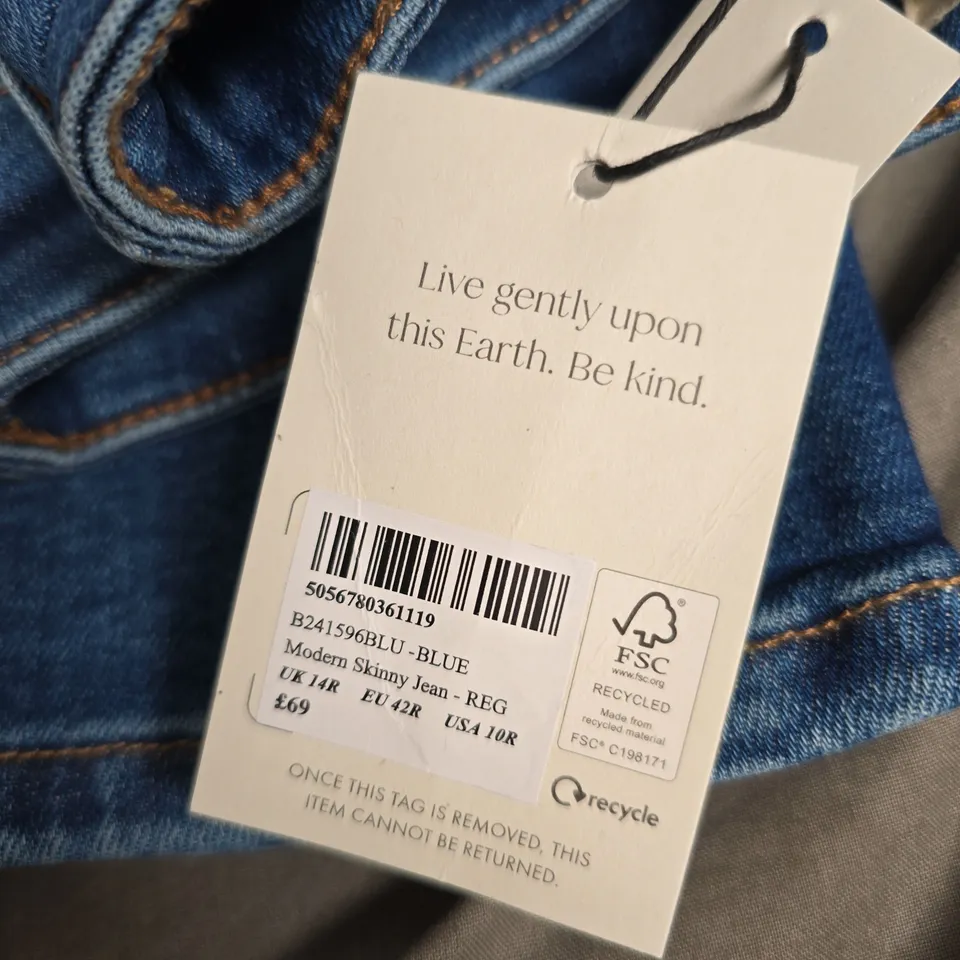 Live gently upon
this Earth. Be kind.
5056780361119
B241596BLU -BLUE
Modern Skinny Jean - REG
UK 14R EU 42R USA 10R
£69
FSC®
www.fsc.org
RECYCLED
Made from
recycled material
FSC® C198171
recycle
ONCE THIS TAG IS REMOVED, THIS
ITEM CANNOT BE RETURNED.